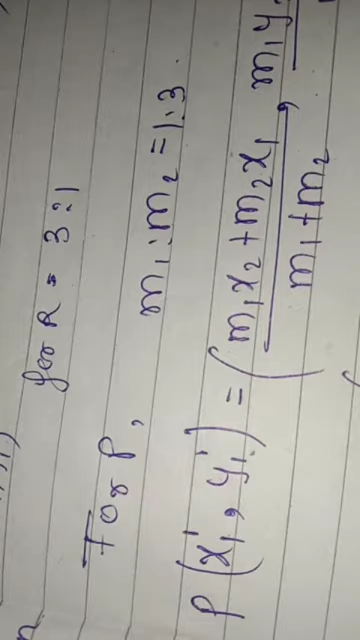 for R = 3:1
For P, m₁:m₂ = 1:3
P(x₁', y₁') = (m₁x₂+m₂x₁ / m₁+m₂, m₁y